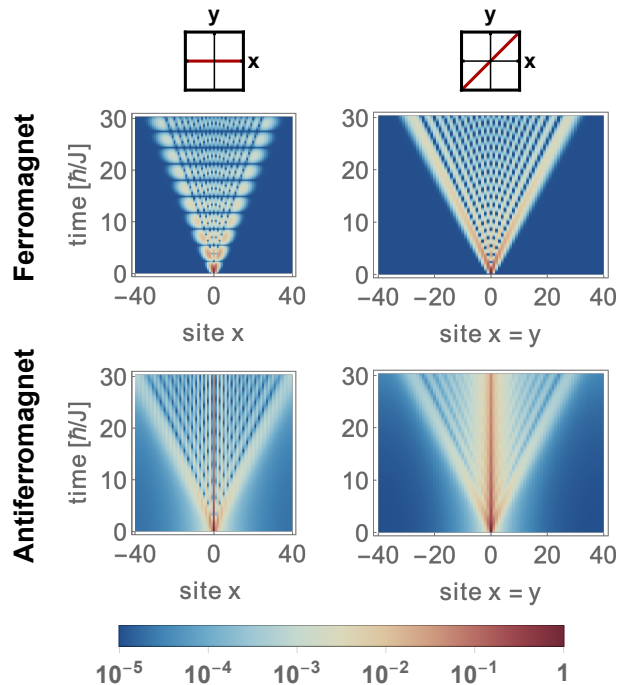 y y
x x
Ferromagnet
time [ħ/J]
30
20
10
0
−40 0 40
site x
30
20
10
0
−40 −20 0 20 40
site x = y
Antiferromagnet
time [ħ/J]
30
20
10
0
−40 0 40
site x
30
20
10
0
−40 −20 0 20 40
site x = y
10⁻⁵ 10⁻⁴ 10⁻³ 10⁻² 10⁻¹ 1